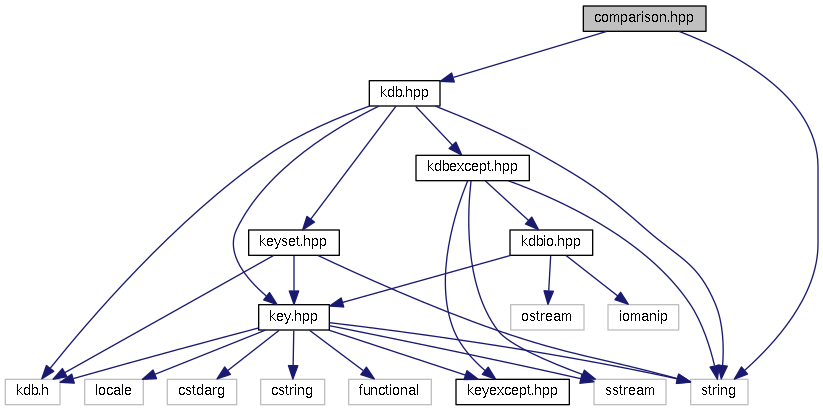 comparison.hpp
kdb.hpp
kdbexcept.hpp
keyset.hpp
kdbio.hpp
key.hpp
ostream
iomanip
kdb.h
locale
cstdarg
cstring
functional
keyexcept.hpp
sstream
string